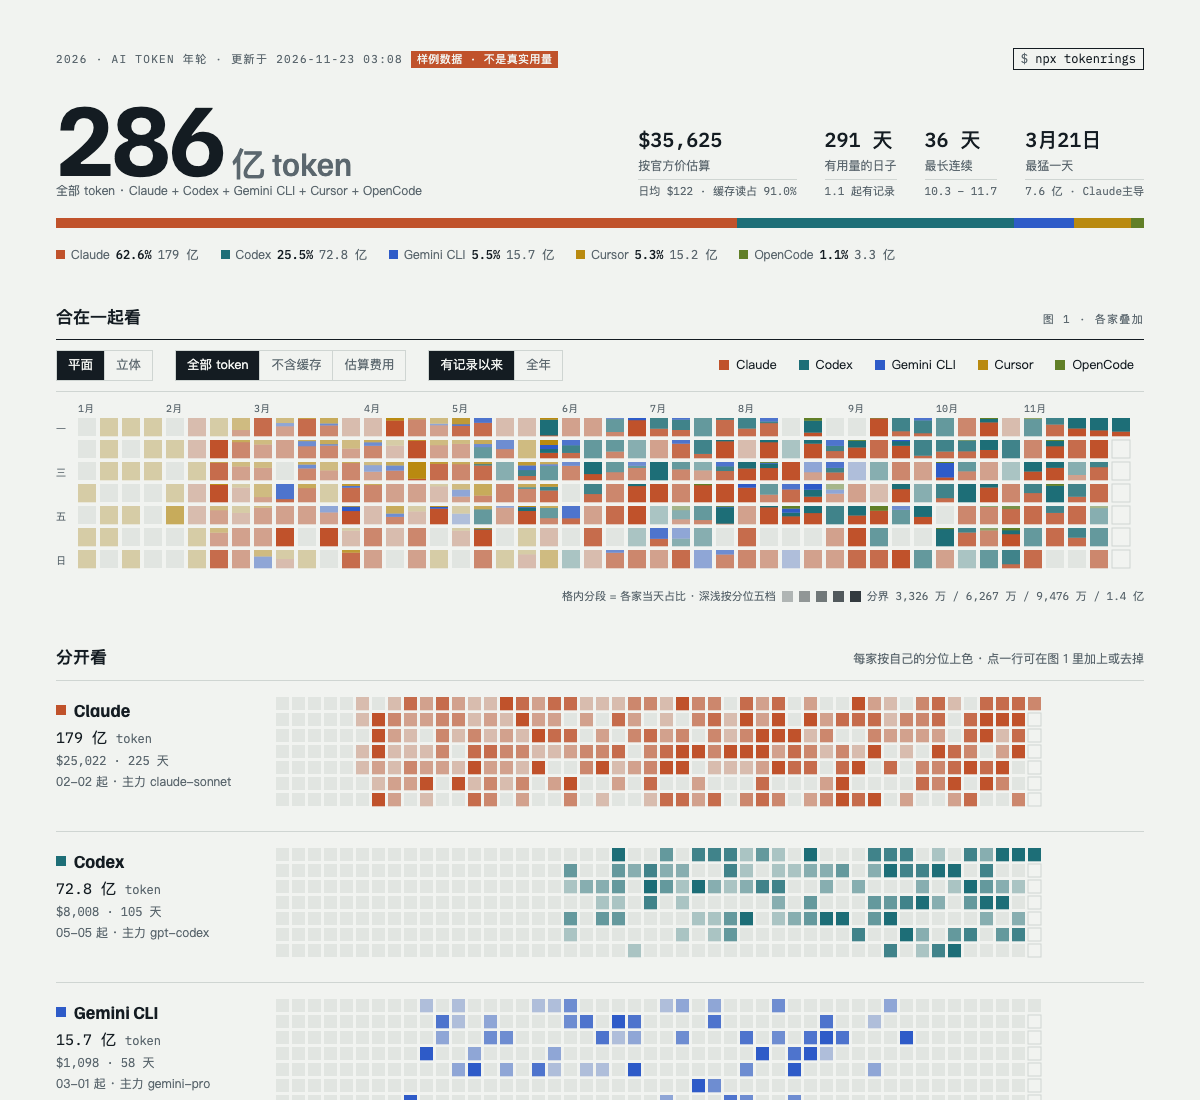 2026 · AI TOKEN 年轮 · 更新于 2026-11-23 03:08 样例数据 · 不是真实用量
$ npx tokenrings
286 亿 token
全部 token · Claude + Codex + Gemini CLI + Cursor + OpenCode
$35,625
按官方价估算
日均 $122 · 缓存读占 91.0%
291 天
有用量的日子
1.1 起有记录
36 天
最长连续
10.3 – 11.7
3月21日
最猛一天
7.6 亿 · Claude主导
Claude 62.6% 179 亿 Codex 25.5% 72.8 亿 Gemini CLI 5.5% 15.7 亿 Cursor 5.3% 15.2 亿 OpenCode 1.1% 3.3 亿
合在一起看
图 1 · 各家叠加
平面 立体 全部 token 不含缓存 估算费用 有记录以来 全年
Claude Codex Gemini CLI Cursor OpenCode
1月 2月 3月 4月 5月 6月 7月 8月 9月 10月 11月
一
三
五
日
格内分段 = 各家当天占比 · 深浅按分位五档 分界 3,326 万 / 6,267 万 / 9,476 万 / 1.4 亿
分开看
每家按自己的分位上色 · 点一行可在图 1 里加上或去掉
Claude
179 亿 token
$25,022 · 225 天
02-02 起 · 主力 claude-sonnet
Codex
72.8 亿 token
$8,008 · 105 天
05-05 起 · 主力 gpt-codex
Gemini CLI
15.7 亿 token
$1,098 · 58 天
03-01 起 · 主力 gemini-pro